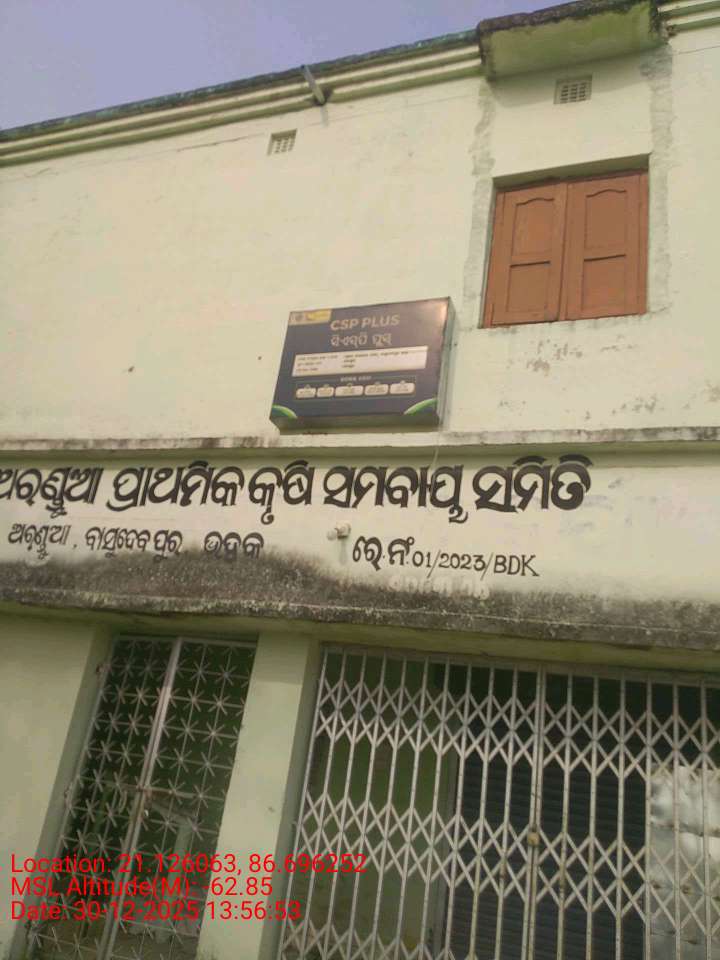 CSP PLUS
ସିଏସ୍‌ପି ପ୍ଲସ୍
ଅରଣ୍ଡୁଆ ପ୍ରାଥମିକ କୃଷି ସମବାୟ ସମିତି
ଅରଣ୍ଡୁଆ, ବାସୁଦେବପୁର ଭଦ୍ରକ ରେ.ନଂ.01/2023/BDK
Location: 21.126063, 86.696252
MSL Altitude(M): -62.85
Date: 30-12-2025 13:56:53